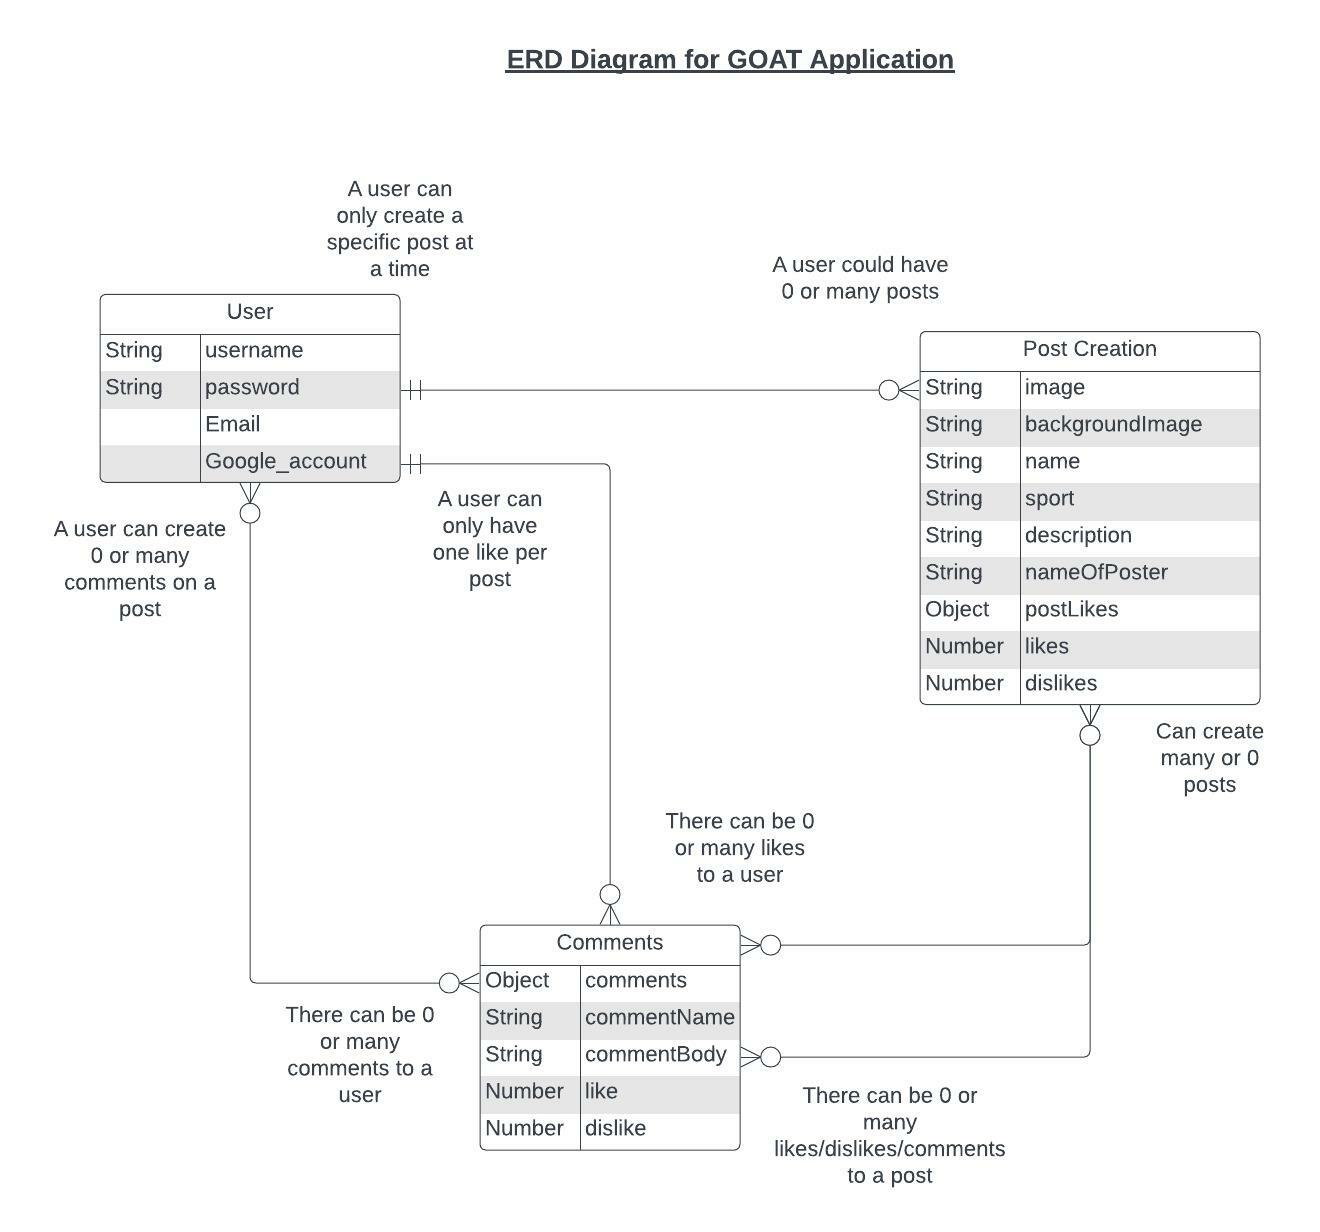 ERD Diagram for GOAT Application
A user can
only create a
specific post at
a time
A user could have
0 or many posts
User
String username
String password
Email
Google_account
Post Creation
String image
String backgroundImage
String name
String sport
String description
String nameOfPoster
Object postLikes
Number likes
Number dislikes
A user can create
0 or many
comments on a
post
A user can
only have
one like per
post
Can create
many or 0
posts
There can be 0
or many likes
to a user
Comments
Object comments
String commentName
String commentBody
Number like
Number dislike
There can be 0
or many
comments to a
user
There can be 0 or
many
likes/dislikes/comments
to a post